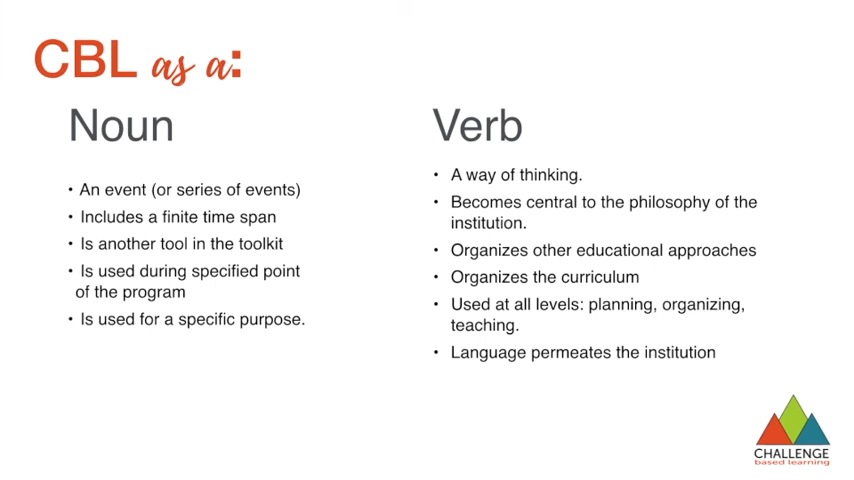 CBL as a:
Noun
• An event (or series of events)
• Includes a finite time span
• Is another tool in the toolkit
• Is used during specified point
of the program
• Is used for a specific purpose.
Verb
• A way of thinking.
• Becomes central to the philosophy of the
institution.
• Organizes other educational approaches
• Organizes the curriculum
• Used at all levels: planning, organizing,
teaching.
• Language permeates the institution
CHALLENGE
based learning